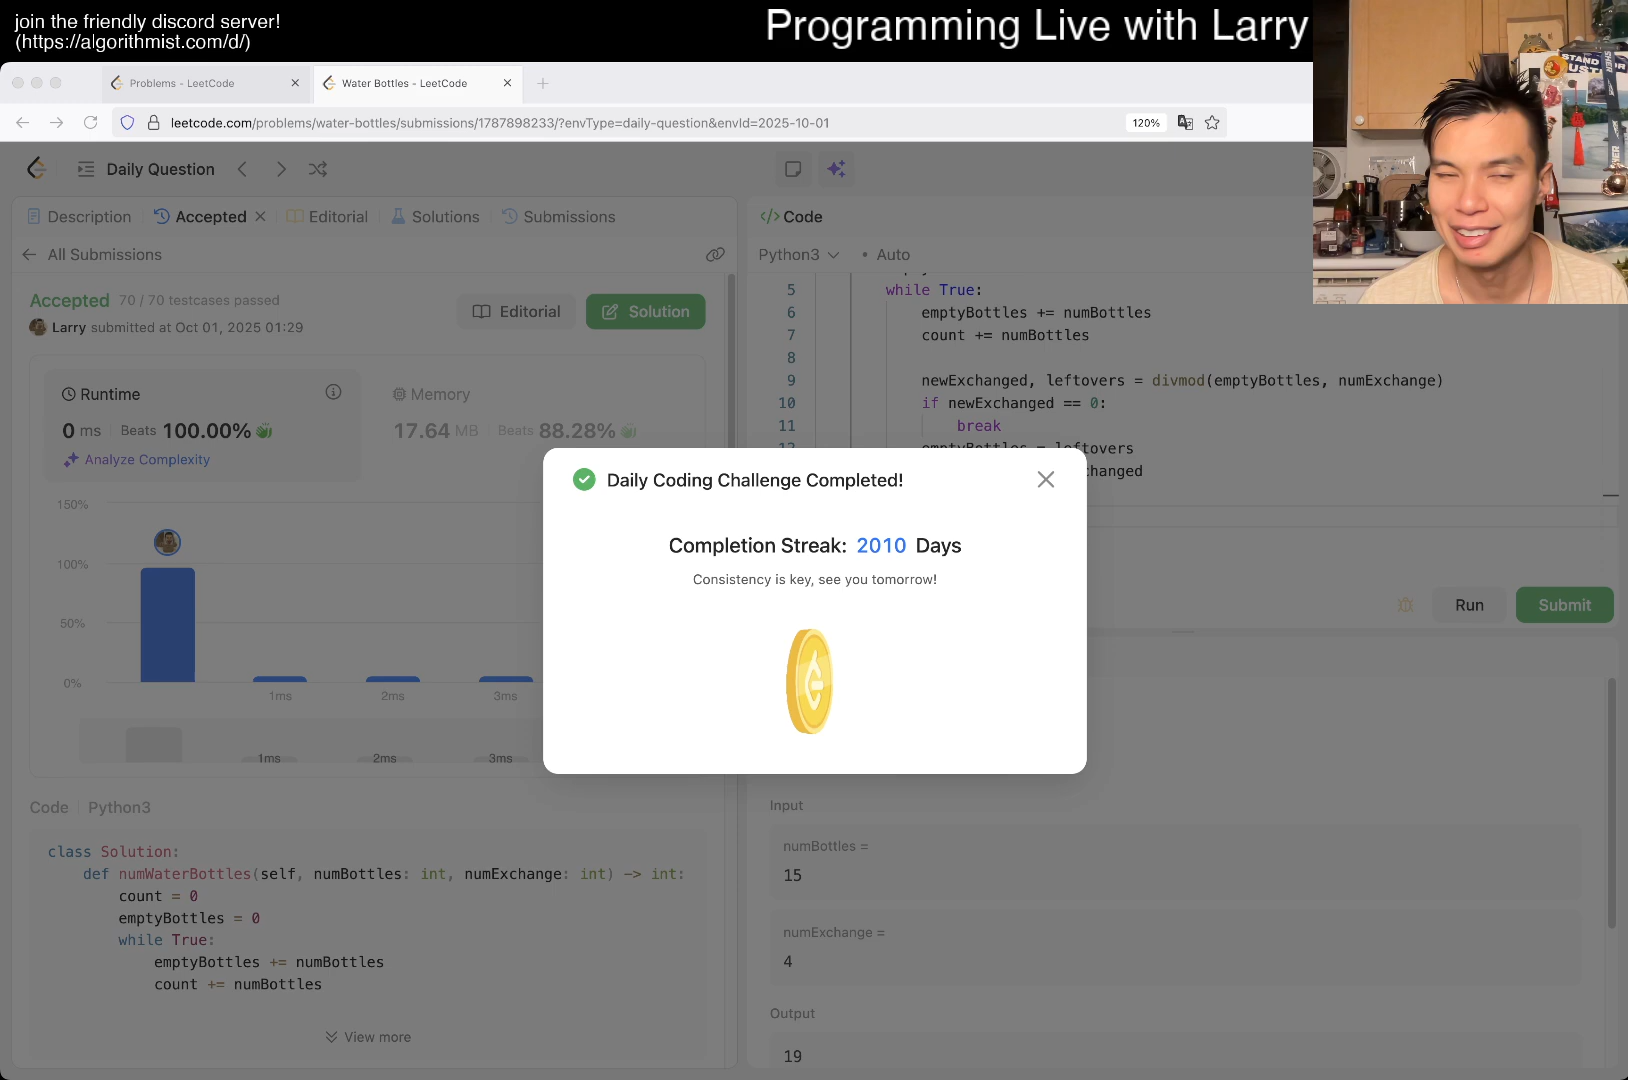 join the friendly discord server!
(https://algorithmist.com/d/)
Programming Live with Larry
Problems - LeetCode
Water Bottles - LeetCode
leetcode.com/problems/water-bottles/submissions/1787898233/?envType=daily-question&envId=2025-10-01
120%
Daily Question
Description
Accepted
Editorial
Solutions
Submissions
</> Code
All Submissions
Python3
• Auto
Accepted 70 / 70 testcases passed
Larry submitted at Oct 01, 2025 01:29
Editorial
Solution
Runtime
0 ms Beats 100.00%
Analyze Complexity
Memory
17.64 MB Beats 88.28%
150%
100%
50%
0%
1ms 2ms 3ms
1ms 2ms 3ms
5 while True:
6 emptyBottles += numBottles
7 count += numBottles
8
9 newExchanged, leftovers = divmod(emptyBottles, numExchange)
10 if newExchanged == 0:
11 break
Daily Coding Challenge Completed!
Completion Streak: 2010 Days
Consistency is key, see you tomorrow!
Run
Submit
Code Python3
class Solution:
def numWaterBottles(self, numBottles: int, numExchange: int) -> int:
count = 0
emptyBottles = 0
while True:
emptyBottles += numBottles
count += numBottles
View more
Input
numBottles =
15
numExchange =
4
Output
19